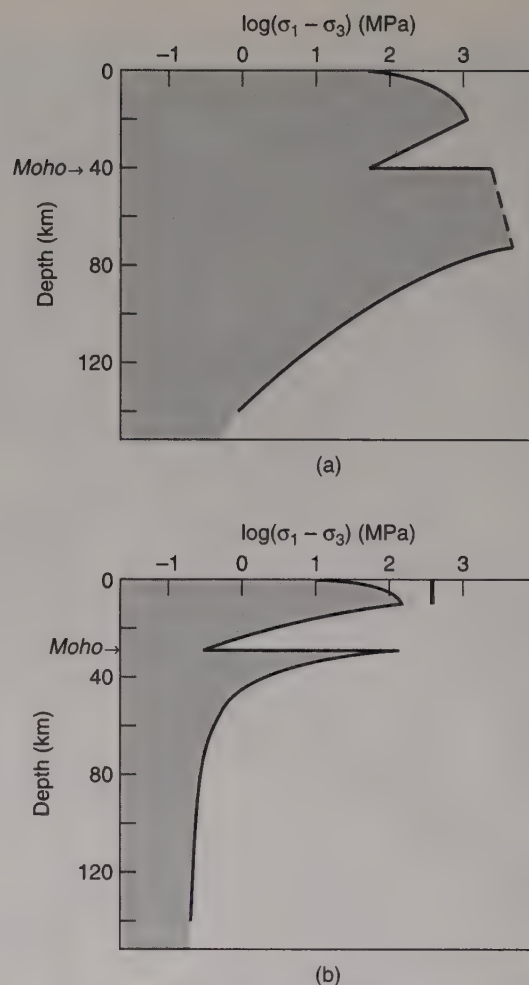 log(σ₁ − σ₃) (MPa)
−1 0 1 2 3
0
Moho→ 40
80
120
Depth (km)
(a)
log(σ₁ − σ₃) (MPa)
−1 0 1 2 3
0
Moho→
40
80
120
Depth (km)
(b)